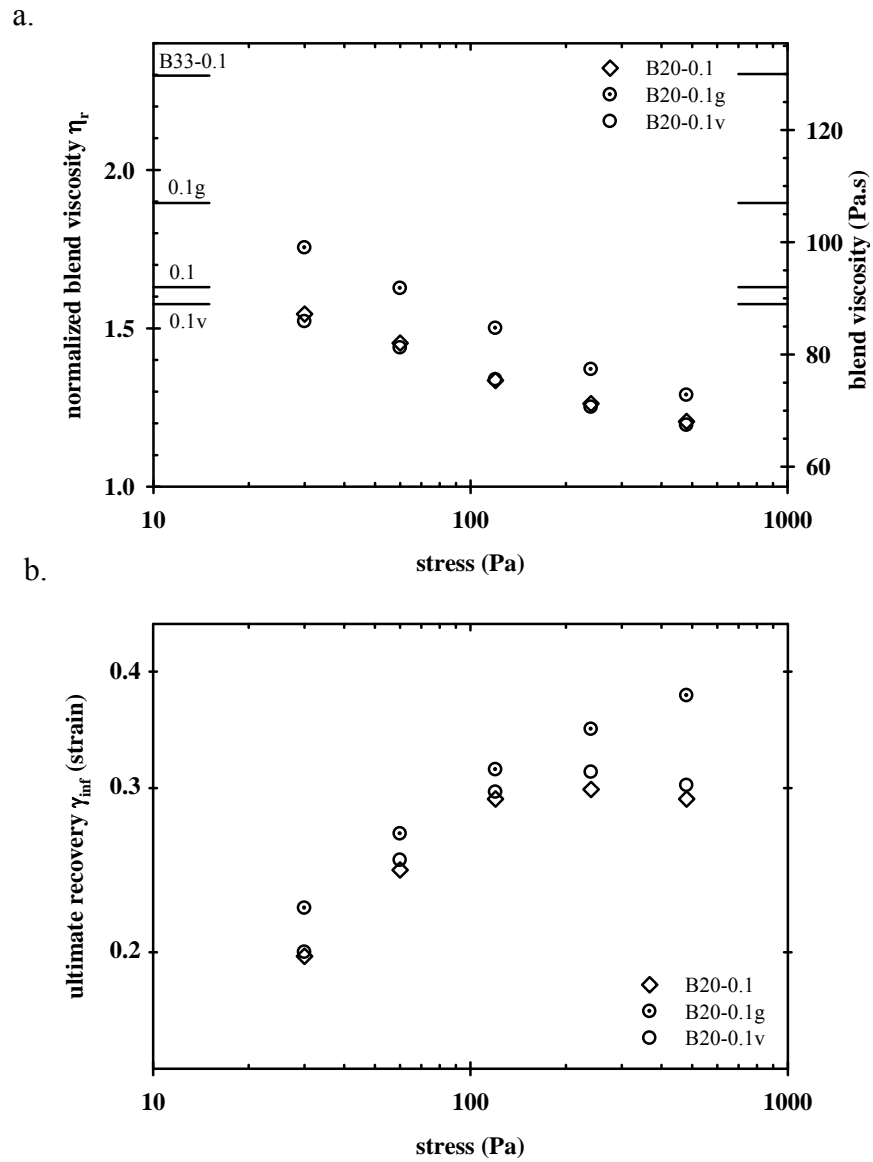 a.
B33-0.1
B20-0.1
B20-0.1g
B20-0.1v
0.1g
0.1
0.1v
normalized blend viscosity ηr
2.0
1.5
1.0
blend viscosity (Pa.s)
120
100
80
60
10
100
1000
stress (Pa)
b.
ultimate recovery γinf (strain)
0.4
0.3
0.2
B20-0.1
B20-0.1g
B20-0.1v
10
100
1000
stress (Pa)